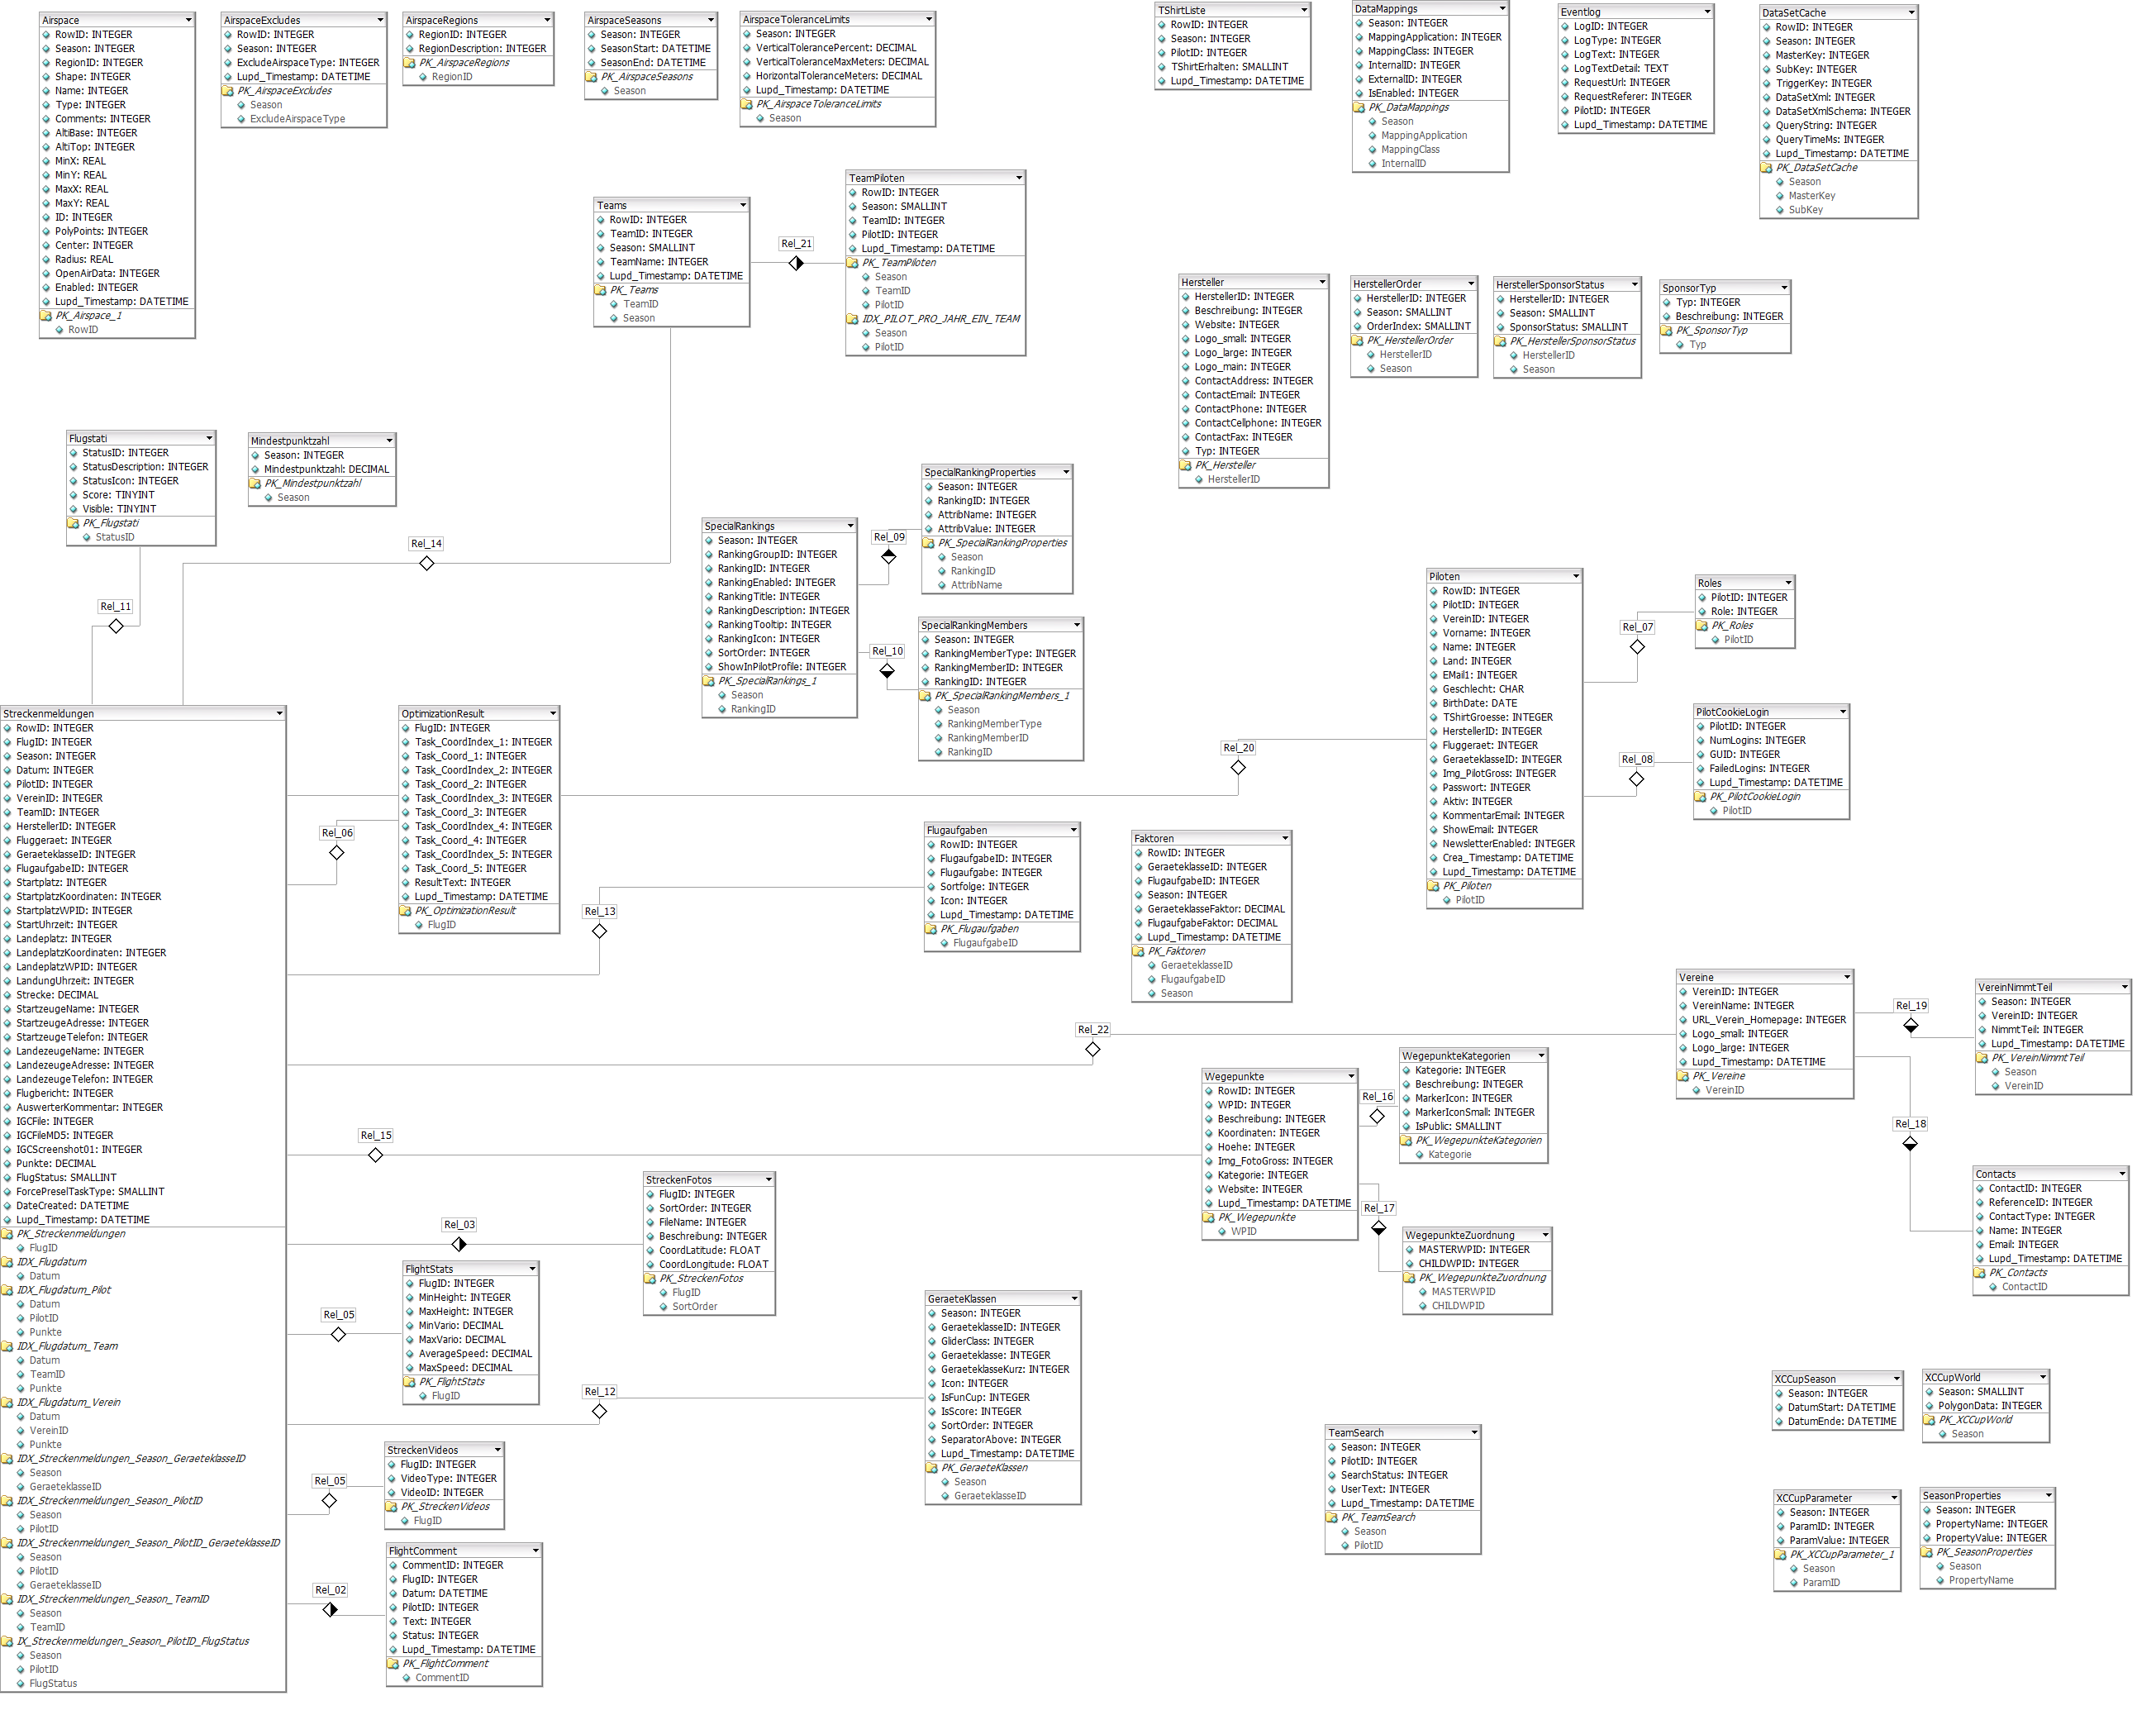 Airspace
RowID: INTEGER
Season: INTEGER
RegionID: INTEGER
Shape: INTEGER
Name: INTEGER
Type: INTEGER
Comments: INTEGER
AltiBase: INTEGER
AltiTop: INTEGER
MinX: REAL
MinY: REAL
MaxX: REAL
MaxY: REAL
ID: INTEGER
PolyPoints: INTEGER
Center: INTEGER
Radius: REAL
OpenAirData: INTEGER
Enabled: INTEGER
Lupd_Timestamp: DATETIME
PK_Airspace_1
RowID
AirspaceExcludes
RowID: INTEGER
Season: INTEGER
ExcludeAirspaceType: INTEGER
Lupd_Timestamp: DATETIME
PK_AirspaceExcludes
Season
ExcludeAirspaceType
AirspaceRegions
RegionID: INTEGER
RegionDescription: INTEGER
PK_AirspaceRegions
RegionID
AirspaceSeasons
Season: INTEGER
SeasonStart: DATETIME
SeasonEnd: DATETIME
PK_AirspaceSeasons
Season
AirspaceToleranceLimits
Season: INTEGER
VerticalTolerancePercent: DECIMAL
VerticalToleranceMaxMeters: DECIMAL
HorizontalToleranceMeters: DECIMAL
Lupd_Timestamp: DATETIME
PK_AirspaceToleranceLimits
Season
TShirtListe
RowID: INTEGER
Season: INTEGER
PilotID: INTEGER
TShirtErhalten: SMALLINT
Lupd_Timestamp: DATETIME
DataMappings
Season: INTEGER
MappingApplication: INTEGER
MappingClass: INTEGER
InternalID: INTEGER
ExternalID: INTEGER
IsEnabled: INTEGER
PK_DataMappings
Season
MappingApplication
MappingClass
InternalID
Eventlog
LogID: INTEGER
LogType: INTEGER
LogText: INTEGER
LogTextDetail: TEXT
RequestUrl: INTEGER
RequestReferer: INTEGER
PilotID: INTEGER
Lupd_Timestamp: DATETIME
DataSetCache
RowID: INTEGER
Season: INTEGER
MasterKey: INTEGER
SubKey: INTEGER
TriggerKey: INTEGER
DataSetXml: INTEGER
DataSetXmlSchema: INTEGER
QueryString: INTEGER
QueryTimeMs: INTEGER
Lupd_Timestamp: DATETIME
PK_DataSetCache
Season
MasterKey
SubKey
Teams
RowID: INTEGER
TeamID: INTEGER
Season: SMALLINT
TeamName: INTEGER
Lupd_Timestamp: DATETIME
PK_Teams
TeamID
Season
Rel_21
TeamPiloten
RowID: INTEGER
Season: SMALLINT
TeamID: INTEGER
PilotID: INTEGER
Lupd_Timestamp: DATETIME
PK_TeamPiloten
Season
TeamID
PilotID
IDX_PILOT_PRO_JAHR_EIN_TEAM
Season
PilotID
Hersteller
HerstellerID: INTEGER
Beschreibung: INTEGER
Website: INTEGER
Logo_small: INTEGER
Logo_large: INTEGER
Logo_main: INTEGER
ContactAddress: INTEGER
ContactEmail: INTEGER
ContactPhone: INTEGER
ContactCellphone: INTEGER
ContactFax: INTEGER
Typ: INTEGER
PK_Hersteller
HerstellerID
HerstellerOrder
HerstellerID: INTEGER
Season: SMALLINT
OrderIndex: SMALLINT
PK_HerstellerOrder
HerstellerID
Season
HerstellerSponsorStatus
HerstellerID: INTEGER
Season: SMALLINT
SponsorStatus: SMALLINT
PK_HerstellerSponsorStatus
HerstellerID
Season
SponsorTyp
Typ: INTEGER
Beschreibung: INTEGER
PK_SponsorTyp
Typ
Flugstati
StatusID: INTEGER
StatusDescription: INTEGER
StatusIcon: INTEGER
Score: TINYINT
Visible: TINYINT
PK_Flugstati
StatusID
Mindestpunktzahl
Season: INTEGER
Mindestpunktzahl: DECIMAL
PK_Mindestpunktzahl
Season
Rel_14
Rel_11
SpecialRankings
Season: INTEGER
RankingGroupID: INTEGER
RankingID: INTEGER
RankingEnabled: INTEGER
RankingTitle: INTEGER
RankingDescription: INTEGER
RankingTooltip: INTEGER
RankingIcon: INTEGER
SortOrder: INTEGER
ShowInPilotProfile: INTEGER
PK_SpecialRankings_1
Season
RankingID
Rel_09
Rel_10
SpecialRankingProperties
Season: INTEGER
RankingID: INTEGER
AttribName: INTEGER
AttribValue: INTEGER
PK_SpecialRankingProperties
Season
RankingID
AttribName
SpecialRankingMembers
Season: INTEGER
RankingMemberType: INTEGER
RankingMemberID: INTEGER
RankingID: INTEGER
PK_SpecialRankingMembers_1
Season
RankingMemberType
RankingMemberID
RankingID
Piloten
RowID: INTEGER
PilotID: INTEGER
VereinID: INTEGER
Vorname: INTEGER
Name: INTEGER
Land: INTEGER
EMail1: INTEGER
Geschlecht: CHAR
BirthDate: DATE
TShirtGroesse: INTEGER
HerstellerID: INTEGER
Fluggeraet: INTEGER
GeraeteklasseID: INTEGER
Img_PilotGross: INTEGER
Passwort: INTEGER
Aktiv: INTEGER
KommentarEmail: INTEGER
ShowEmail: INTEGER
NewsletterEnabled: INTEGER
Crea_Timestamp: DATETIME
Lupd_Timestamp: DATETIME
PK_Piloten
PilotID
Rel_07
Rel_08
Roles
PilotID: INTEGER
Role: INTEGER
PK_Roles
PilotID
PilotCookieLogin
PilotID: INTEGER
NumLogins: INTEGER
GUID: INTEGER
FailedLogins: INTEGER
Lupd_Timestamp: DATETIME
PK_PilotCookieLogin
PilotID
Streckenmeldungen
RowID: INTEGER
FlugID: INTEGER
Season: INTEGER
Datum: INTEGER
PilotID: INTEGER
VereinID: INTEGER
TeamID: INTEGER
HerstellerID: INTEGER
Fluggeraet: INTEGER
GeraeteklasseID: INTEGER
FlugaufgabeID: INTEGER
Startplatz: INTEGER
StartplatzKoordinaten: INTEGER
StartplatzWPID: INTEGER
StartUhrzeit: INTEGER
Landeplatz: INTEGER
LandeplatzKoordinaten: INTEGER
LandeplatzWPID: INTEGER
LandungUhrzeit: INTEGER
Strecke: DECIMAL
StartzeugeName: INTEGER
StartzeugeAdresse: INTEGER
StartzeugeTelefon: INTEGER
LandezeugeName: INTEGER
LandezeugeAdresse: INTEGER
LandezeugeTelefon: INTEGER
Flugbericht: INTEGER
AuswerterKommentar: INTEGER
IGCFile: INTEGER
IGCFileMD5: INTEGER
IGCScreenshot01: INTEGER
Punkte: DECIMAL
FlugStatus: SMALLINT
ForcePreselTaskType: SMALLINT
DateCreated: DATETIME
Lupd_Timestamp: DATETIME
PK_Streckenmeldungen
FlugID
IDX_Flugdatum
Datum
IDX_Flugdatum_Pilot
Datum
PilotID
Punkte
IDX_Flugdatum_Team
Datum
TeamID
Punkte
IDX_Flugdatum_Verein
Datum
VereinID
Punkte
IDX_Streckenmeldungen_Season_GeraeteklasseID
Season
GeraeteklasseID
IDX_Streckenmeldungen_Season_PilotID
Season
PilotID
IDX_Streckenmeldungen_Season_PilotID_GeraeteklasseID
Season
PilotID
GeraeteklasseID
IDX_Streckenmeldungen_Season_TeamID
Season
TeamID
IX_Streckenmeldungen_Season_PilotID_FlugStatus
Season
PilotID
FlugStatus
OptimizationResult
FlugID: INTEGER
Task_CoordIndex_1: INTEGER
Task_Coord_1: INTEGER
Task_CoordIndex_2: INTEGER
Task_Coord_2: INTEGER
Task_CoordIndex_3: INTEGER
Task_Coord_3: INTEGER
Task_CoordIndex_4: INTEGER
Task_Coord_4: INTEGER
Task_CoordIndex_5: INTEGER
Task_Coord_5: INTEGER
ResultText: INTEGER
Lupd_Timestamp: DATETIME
PK_OptimizationResult
FlugID
Rel_06
Rel_20
Rel_13
Flugaufgaben
RowID: INTEGER
FlugaufgabeID: INTEGER
Flugaufgabe: INTEGER
Sortfolge: INTEGER
Icon: INTEGER
Lupd_Timestamp: DATETIME
PK_Flugaufgaben
FlugaufgabeID
Faktoren
RowID: INTEGER
GeraeteklasseID: INTEGER
FlugaufgabeID: INTEGER
Season: INTEGER
GeraeteklasseFaktor: DECIMAL
FlugaufgabeFaktor: DECIMAL
Lupd_Timestamp: DATETIME
PK_Faktoren
GeraeteklasseID
FlugaufgabeID
Season
Rel_22
Vereine
VereinID: INTEGER
VereinName: INTEGER
URL_Verein_Homepage: INTEGER
Logo_small: INTEGER
Logo_large: INTEGER
Lupd_Timestamp: DATETIME
PK_Vereine
VereinID
Rel_19
Rel_18
VereinNimmtTeil
Season: INTEGER
VereinID: INTEGER
NimmtTeil: INTEGER
Lupd_Timestamp: DATETIME
PK_VereinNimmtTeil
Season
VereinID
Contacts
ContactID: INTEGER
ReferenceID: INTEGER
ContactType: INTEGER
Name: INTEGER
Email: INTEGER
Lupd_Timestamp: DATETIME
PK_Contacts
ContactID
Rel_15
Wegepunkte
RowID: INTEGER
WPID: INTEGER
Beschreibung: INTEGER
Koordinaten: INTEGER
Hoehe: INTEGER
Img_FotoGross: INTEGER
Kategorie: INTEGER
Website: INTEGER
Lupd_Timestamp: DATETIME
PK_Wegepunkte
WPID
Rel_16
Rel_17
WegepunkteKategorien
Kategorie: INTEGER
Beschreibung: INTEGER
MarkerIcon: INTEGER
MarkerIconSmall: INTEGER
IsPublic: SMALLINT
PK_WegepunkteKategorien
Kategorie
WegepunkteZuordnung
MASTERWPID: INTEGER
CHILDWPID: INTEGER
PK_WegepunkteZuordnung
MASTERWPID
CHILDWPID
Rel_03
StreckenFotos
FlugID: INTEGER
SortOrder: INTEGER
FileName: INTEGER
Beschreibung: INTEGER
CoordLatitude: FLOAT
CoordLongitude: FLOAT
PK_StreckenFotos
FlugID
SortOrder
Rel_05
FlightStats
FlugID: INTEGER
MinHeight: INTEGER
MaxHeight: INTEGER
MinVario: DECIMAL
MaxVario: DECIMAL
AverageSpeed: DECIMAL
MaxSpeed: DECIMAL
PK_FlightStats
FlugID
Rel_12
GeraeteKlassen
Season: INTEGER
GeraeteklasseID: INTEGER
GliderClass: INTEGER
Geraeteklasse: INTEGER
GeraeteklasseKurz: INTEGER
Icon: INTEGER
IsFunCup: INTEGER
IsScore: INTEGER
SortOrder: INTEGER
SeparatorAbove: INTEGER
Lupd_Timestamp: DATETIME
PK_GeraeteKlassen
Season
GeraeteklasseID
Rel_05
StreckenVideos
FlugID: INTEGER
VideoType: INTEGER
VideoID: INTEGER
PK_StreckenVideos
FlugID
Rel_02
FlightComment
CommentID: INTEGER
FlugID: INTEGER
Datum: DATETIME
PilotID: INTEGER
Text: INTEGER
Status: INTEGER
Lupd_Timestamp: DATETIME
PK_FlightComment
CommentID
TeamSearch
Season: INTEGER
PilotID: INTEGER
SearchStatus: INTEGER
UserText: INTEGER
Lupd_Timestamp: DATETIME
PK_TeamSearch
Season
PilotID
XCCupSeason
Season: INTEGER
DatumStart: DATETIME
DatumEnde: DATETIME
XCCupWorld
Season: SMALLINT
PolygonData: INTEGER
PK_XCCupWorld
Season
XCCupParameter
Season: INTEGER
ParamID: INTEGER
ParamValue: INTEGER
PK_XCCupParameter_1
Season
ParamID
SeasonProperties
Season: INTEGER
PropertyName: INTEGER
PropertyValue: INTEGER
PK_SeasonProperties
Season
PropertyName